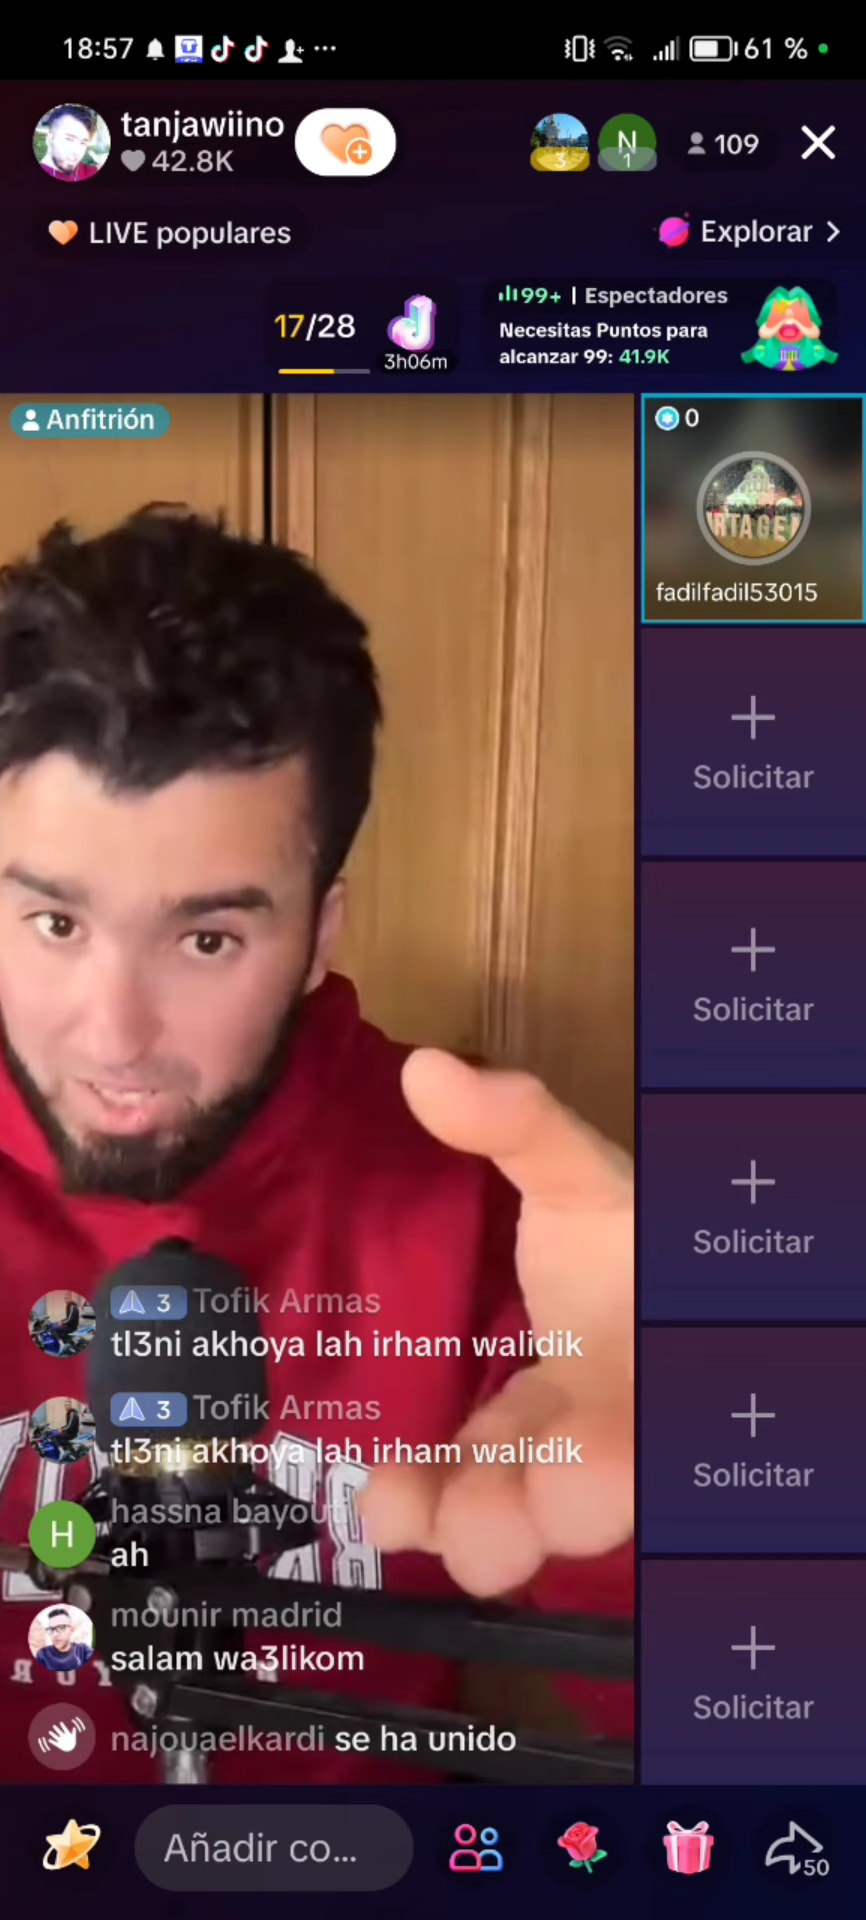 18:57 61 %
tanjawiino
42.8K
3
N
1
109
LIVE populares
Explorar
17/28
3h06m
99+ | Espectadores
Necesitas Puntos para
alcanzar 99: 41.9K
Anfitrión
0
RTAGE
fadilfadil53015
Solicitar
Solicitar
Solicitar
Solicitar
Solicitar
3 Tofik Armas
tl3ni akhoya lah irham walidik
3 Tofik Armas
tl3ni akhoya lah irham walidik
H
hassna bayouti
ah
mounir madrid
salam wa3likom
najouaelkardi se ha unido
Añadir co...
50